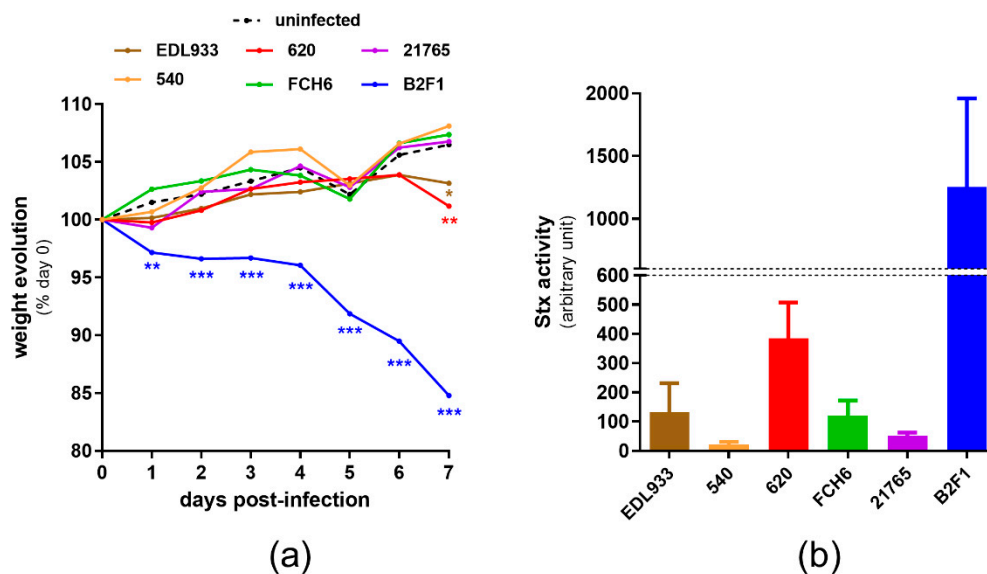 uninfected
EDL933
620
21765
540
FCH6
B2F1
weight evolution
(% day 0)
110
105
100
95
90
85
80
*
**
**
***
***
***
***
***
***
0 1 2 3 4 5 6 7
days post-infection
(a)
Stx activity
(arbitrary unit)
2000
1500
1000
600
500
400
300
200
100
0
EDL933
540
620
FCH6
21765
B2F1
(b)